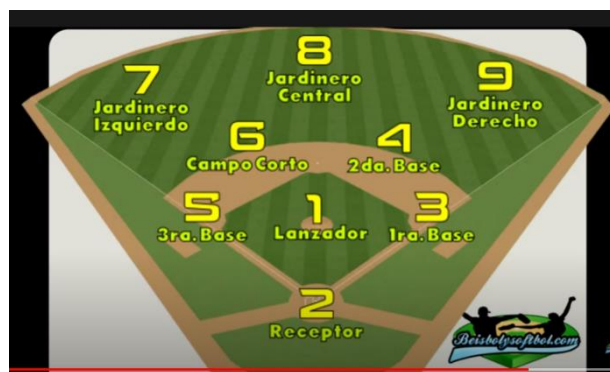 8
Jardinero
Central
7
Jardinero
Izquierdo
9
Jardinero
Derecho
6
Campo Corto
4
2da. Base
5
3ra. Base
1
Lanzador
3
1ra. Base
2
Receptor
Beisbolysoftbol.com